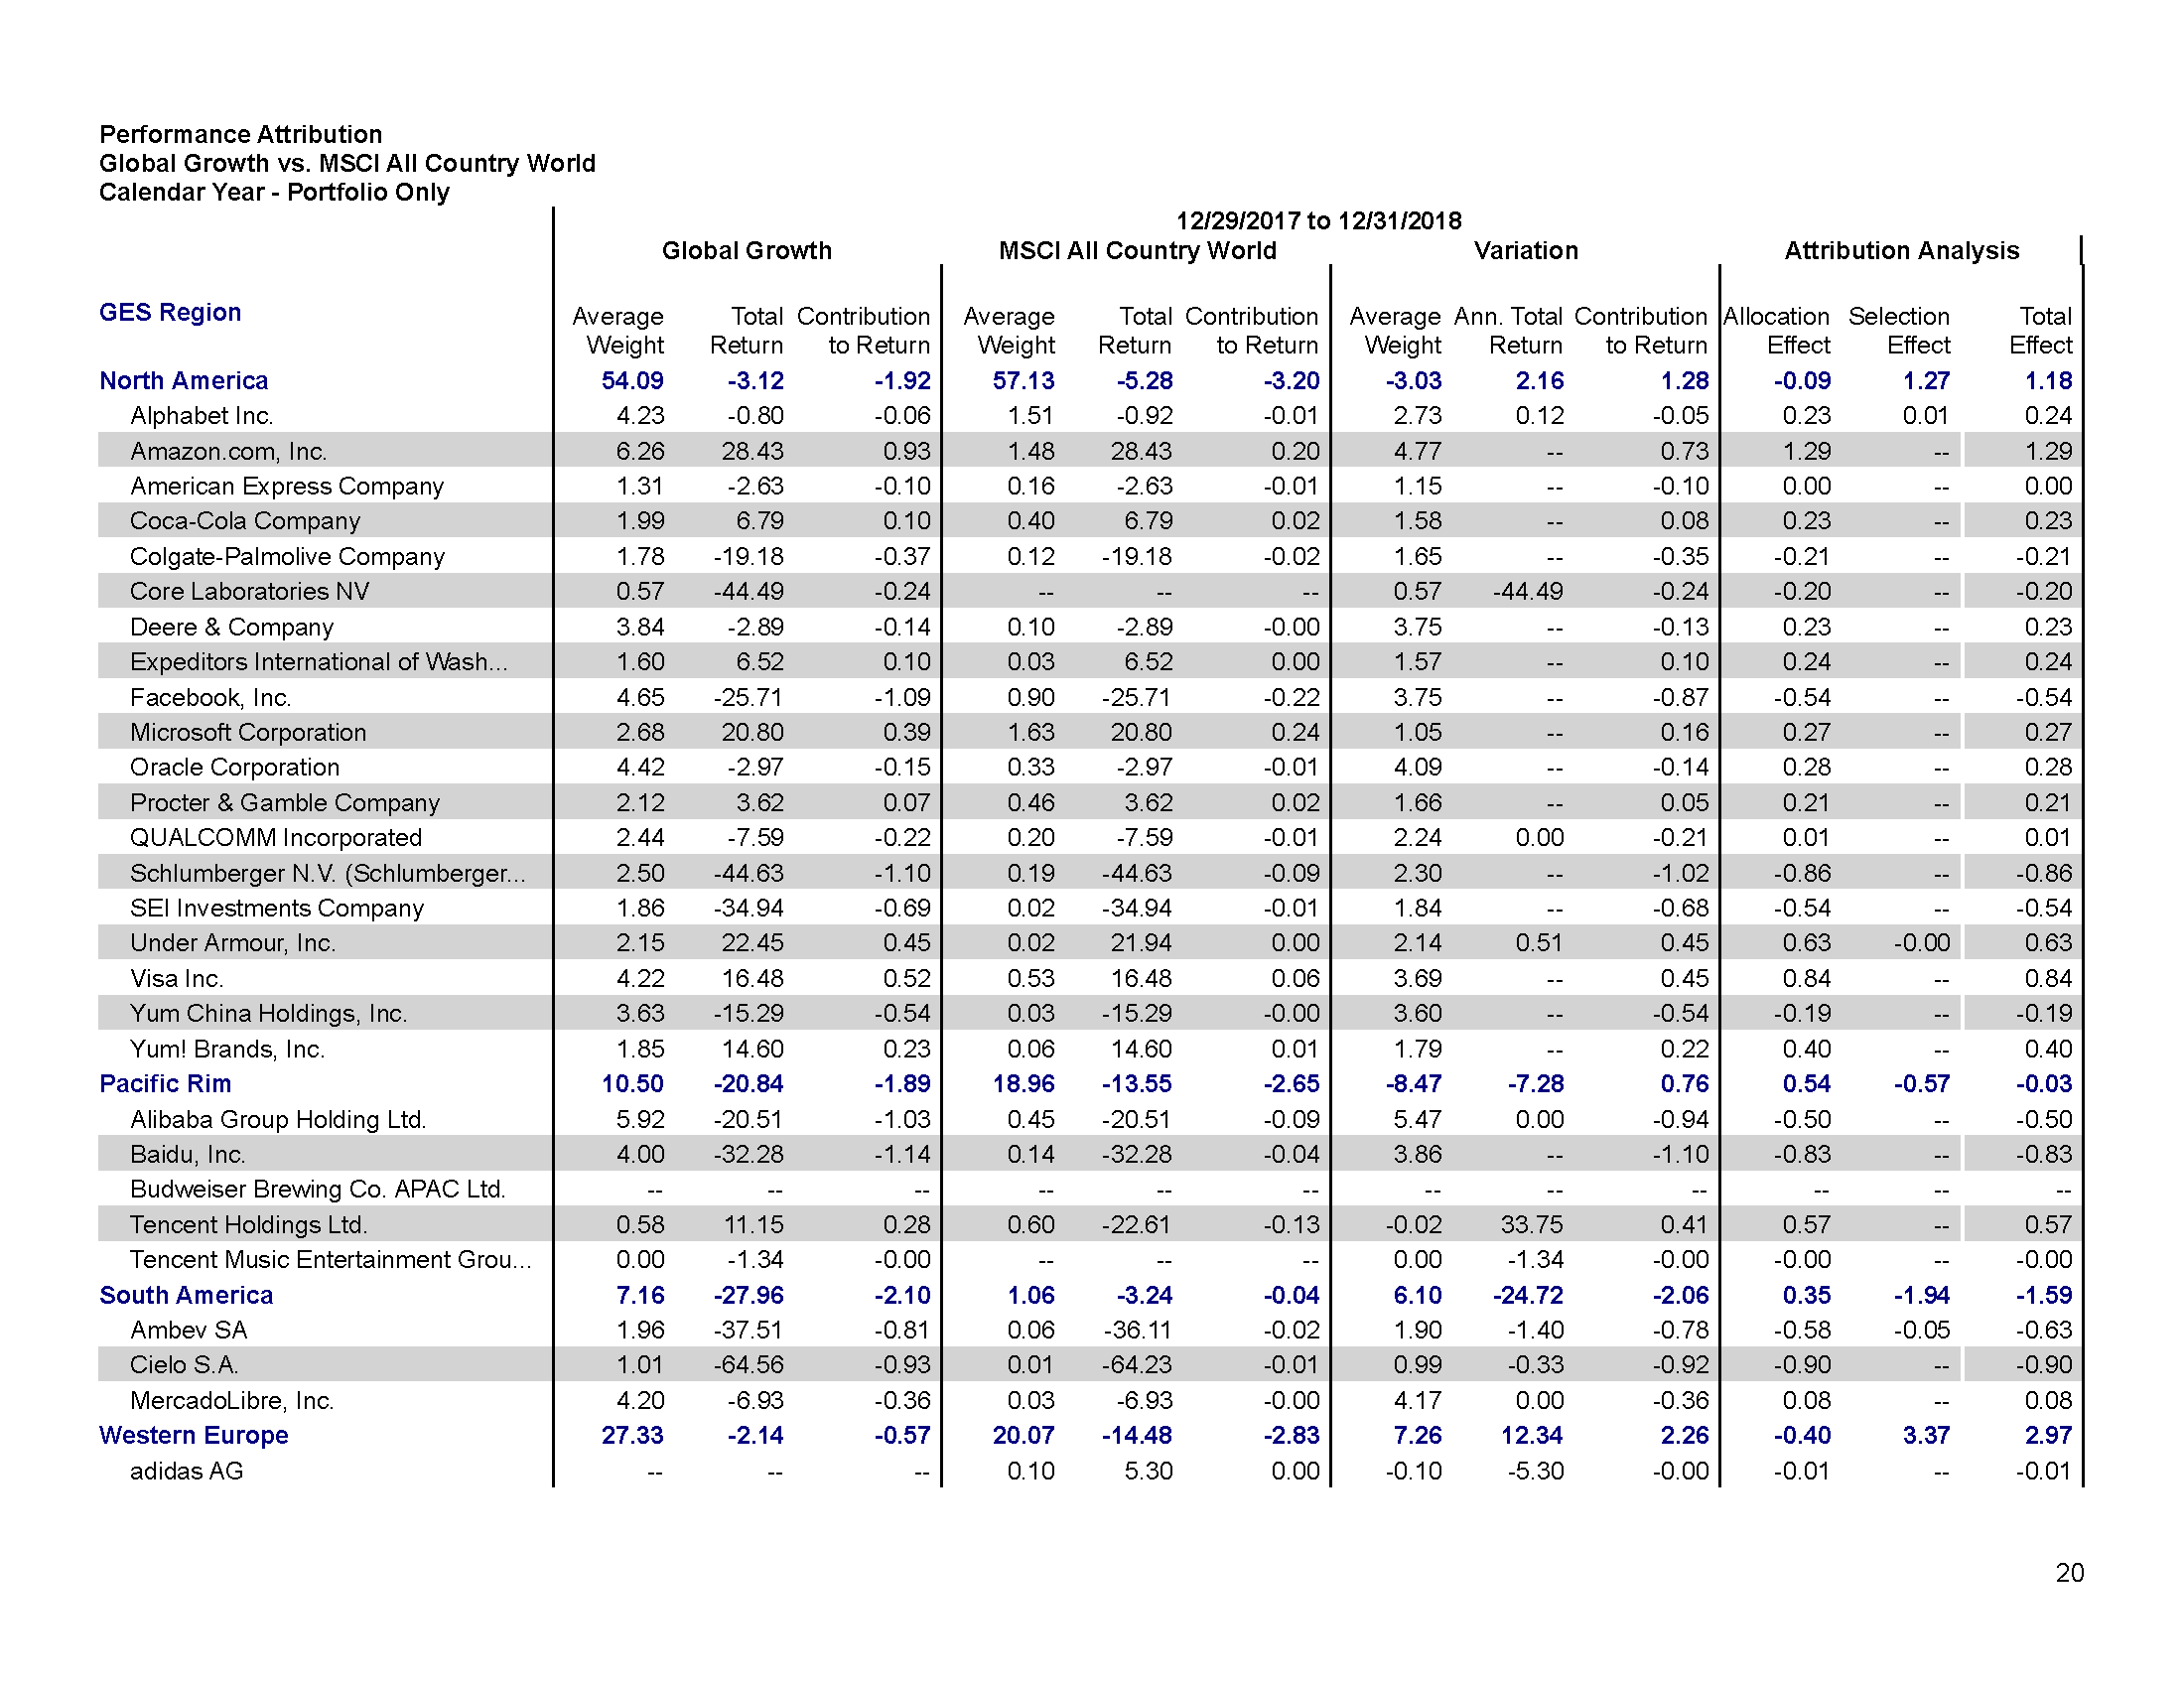 Performance Attribution
Global Growth vs. MSCI All Country World
Calendar Year - Portfolio Only
12/29/2017 to 12/31/2018
Global Growth MSCI All Country World Variation Attribution Analysis
GES Region Average Total Contribution Average Total Contribution Average Ann. Total Contribution Allocation Selection Total
Weight Return to Return Weight Return to Return Weight Return to Return Effect Effect Effect
North America 54.09 -3.12 -1.92 57.13 -5.28 -3.20 -3.03 2.16 1.28 -0.09 1.27 1.18
Alphabet Inc. 4.23 -0.80 -0.06 1.51 -0.92 -0.01 2.73 0.12 -0.05 0.23 0.01 0.24
Amazon.com, Inc. 6.26 28.43 0.93 1.48 28.43 0.20 4.77 -- 0.73 1.29 -- 1.29
American Express Company 1.31 -2.63 -0.10 0.16 -2.63 -0.01 1.15 -- -0.10 0.00 -- 0.00
Coca-Cola Company 1.99 6.79 0.10 0.40 6.79 0.02 1.58 -- 0.08 0.23 -- 0.23
Colgate-Palmolive Company 1.78 -19.18 -0.37 0.12 -19.18 -0.02 1.65 -- -0.35 -0.21 -- -0.21
Core Laboratories NV 0.57 -44.49 -0.24 -- -- -- 0.57 -44.49 -0.24 -0.20 -- -0.20
Deere & Company 3.84 -2.89 -0.14 0.10 -2.89 -0.00 3.75 -- -0.13 0.23 -- 0.23
Expeditors International of Wash... 1.60 6.52 0.10 0.03 6.52 0.00 1.57 -- 0.10 0.24 -- 0.24
Facebook, Inc. 4.65 -25.71 -1.09 0.90 -25.71 -0.22 3.75 -- -0.87 -0.54 -- -0.54
Microsoft Corporation 2.68 20.80 0.39 1.63 20.80 0.24 1.05 -- 0.16 0.27 -- 0.27
Oracle Corporation 4.42 -2.97 -0.15 0.33 -2.97 -0.01 4.09 -- -0.14 0.28 -- 0.28
Procter & Gamble Company 2.12 3.62 0.07 0.46 3.62 0.02 1.66 -- 0.05 0.21 -- 0.21
QUALCOMM Incorporated 2.44 -7.59 -0.22 0.20 -7.59 -0.01 2.24 0.00 -0.21 0.01 -- 0.01
Schlumberger N.V. (Schlumberger... 2.50 -44.63 -1.10 0.19 -44.63 -0.09 2.30 -- -1.02 -0.86 -- -0.86
SEI Investments Company 1.86 -34.94 -0.69 0.02 -34.94 -0.01 1.84 -- -0.68 -0.54 -- -0.54
Under Armour, Inc. 2.15 22.45 0.45 0.02 21.94 0.00 2.14 0.51 0.45 0.63 -0.00 0.63
Visa Inc. 4.22 16.48 0.52 0.53 16.48 0.06 3.69 -- 0.45 0.84 -- 0.84
Yum China Holdings, Inc. 3.63 -15.29 -0.54 0.03 -15.29 -0.00 3.60 -- -0.54 -0.19 -- -0.19
Yum! Brands, Inc. 1.85 14.60 0.23 0.06 14.60 0.01 1.79 -- 0.22 0.40 -- 0.40
Pacific Rim 10.50 -20.84 -1.89 18.96 -13.55 -2.65 -8.47 -7.28 0.76 0.54 -0.57 -0.03
Alibaba Group Holding Ltd. 5.92 -20.51 -1.03 0.45 -20.51 -0.09 5.47 0.00 -0.94 -0.50 -- -0.50
Baidu, Inc. 4.00 -32.28 -1.14 0.14 -32.28 -0.04 3.86 -- -1.10 -0.83 -- -0.83
Budweiser Brewing Co. APAC Ltd. -- -- -- -- -- -- -- -- -- -- -- --
Tencent Holdings Ltd. 0.58 11.15 0.28 0.60 -22.61 -0.13 -0.02 33.75 0.41 0.57 -- 0.57
Tencent Music Entertainment Grou... 0.00 -1.34 -0.00 -- -- -- 0.00 -1.34 -0.00 -0.00 -- -0.00
South America 7.16 -27.96 -2.10 1.06 -3.24 -0.04 6.10 -24.72 -2.06 0.35 -1.94 -1.59
Ambev SA 1.96 -37.51 -0.81 0.06 -36.11 -0.02 1.90 -1.40 -0.78 -0.58 -0.05 -0.63
Cielo S.A. 1.01 -64.56 -0.93 0.01 -64.23 -0.01 0.99 -0.33 -0.92 -0.90 -- -0.90
MercadoLibre, Inc. 4.20 -6.93 -0.36 0.03 -6.93 -0.00 4.17 0.00 -0.36 0.08 -- 0.08
Western Europe 27.33 -2.14 -0.57 20.07 -14.48 -2.83 7.26 12.34 2.26 -0.40 3.37 2.97
adidas AG -- -- -- 0.10 5.30 0.00 -0.10 -5.30 -0.00 -0.01 -- -0.01
20